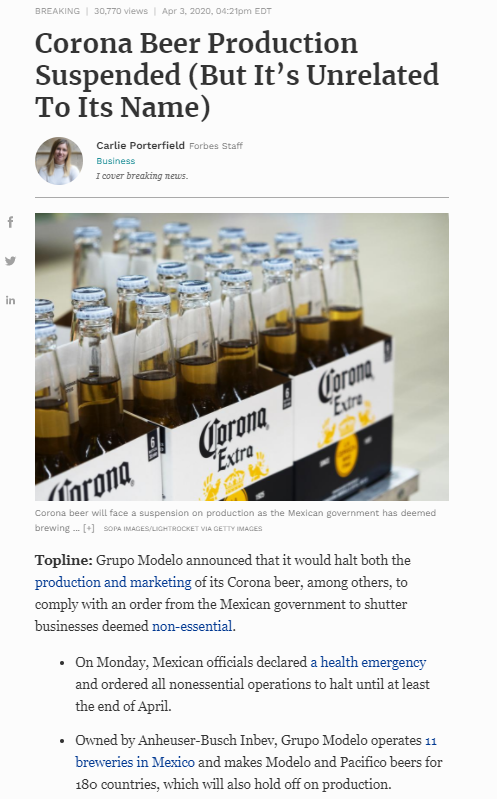 BREAKING | 30,770 views | Apr 3, 2020, 04:21pm EDT
Corona Beer Production
Suspended (But It's Unrelated
To Its Name)
Carlie Porterfield Forbes Staff
Business
I cover breaking news.
Corona
Extra
6
Corona
Extra
6
Corona
Corona beer will face a suspension on production as the Mexican government has deemed
brewing ... [+] SOPA IMAGES/LIGHTROCKET VIA GETTY IMAGES
Topline: Grupo Modelo announced that it would halt both the
production and marketing of its Corona beer, among others, to
comply with an order from the Mexican government to shutter
businesses deemed non-essential.
• On Monday, Mexican officials declared a health emergency
and ordered all nonessential operations to halt until at least
the end of April.
• Owned by Anheuser-Busch Inbev, Grupo Modelo operates 11
breweries in Mexico and makes Modelo and Pacifico beers for
180 countries, which will also hold off on production.